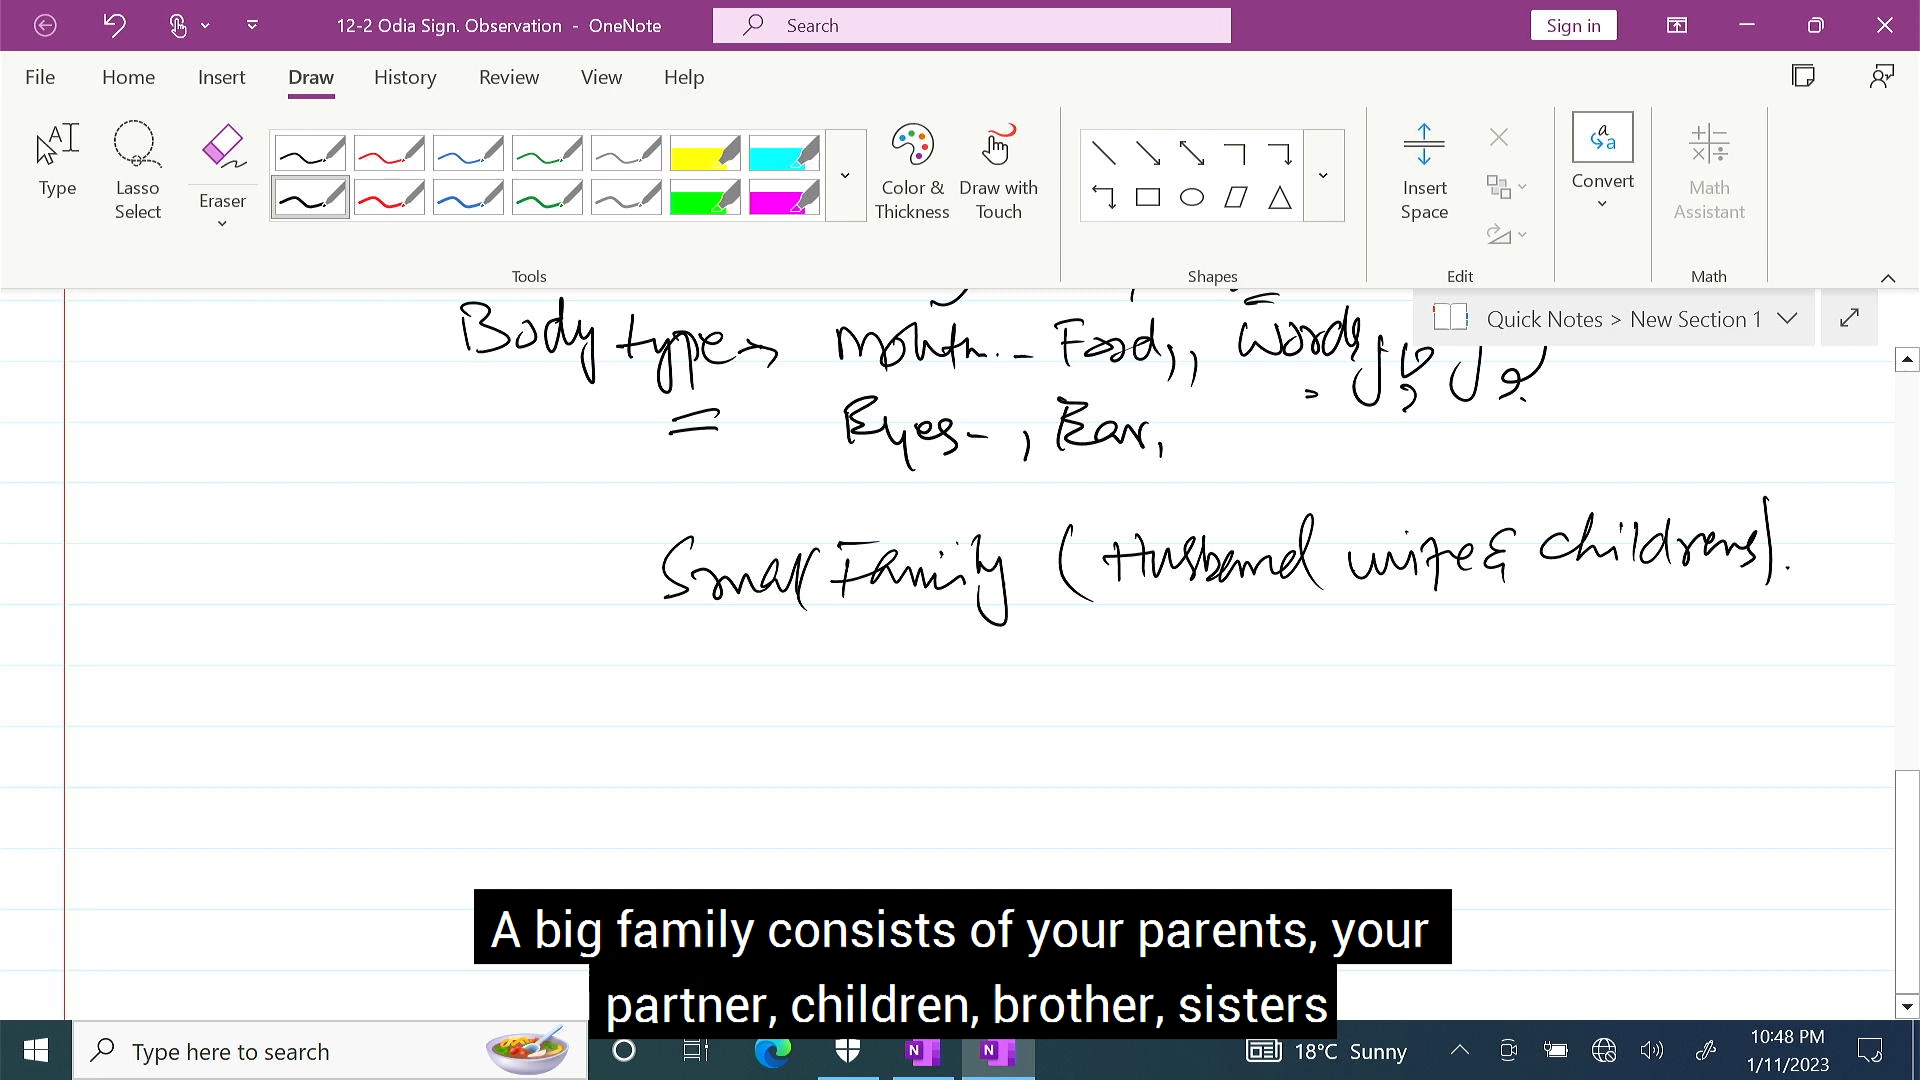 12-2 Odia Sign. Observation - OneNote
Search
Sign in
File Home Insert Draw History Review View Help
Type
Lasso Select
Eraser
Color & Thickness
Draw with Touch
Insert Space
Convert
Math Assistant
Tools
Shapes
Edit
Math
Quick Notes > New Section 1
Body type → Mouth. - Food,, Words
= Eyes - , Ear,
Small Family (Husband wife & childrens).
A big family consists of your parents, your
partner, children, brother, sisters
Type here to search
18°C Sunny
10:48 PM
1/11/2023